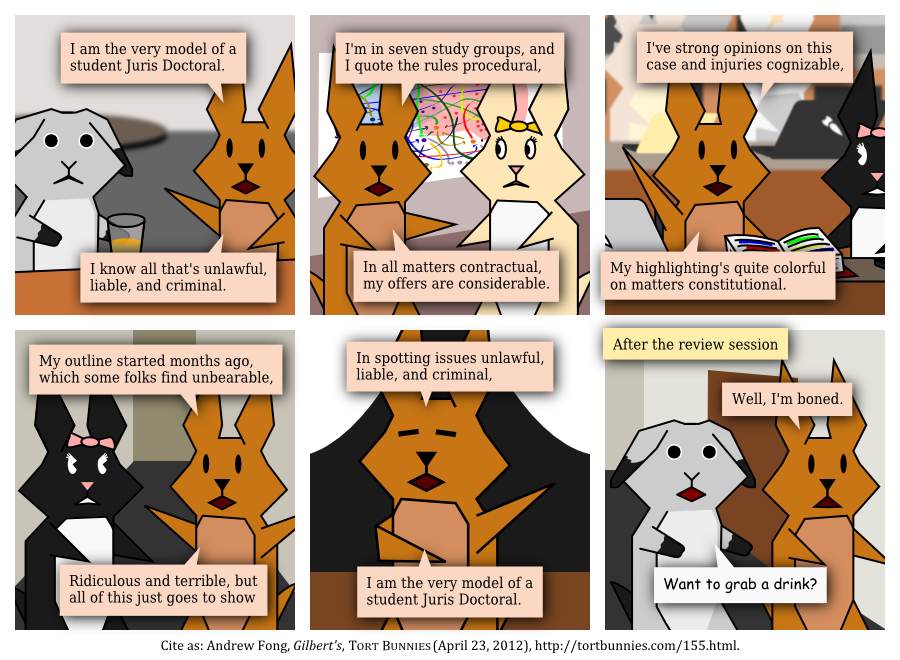 I am the very model of a
student Juris Doctoral.
I know all that's unlawful,
liable, and criminal.
I'm in seven study groups, and
I quote the rules procedural,
In all matters contractual,
my offers are considerable.
I've strong opinions on this
case and injuries cognizable,
My highlighting's quite colorful
on matters constitutional.
My outline started months ago,
which some folks find unbearable,
Ridiculous and terrible, but
all of this just goes to show
In spotting issues unlawful,
liable, and criminal,
I am the very model of a
student Juris Doctoral.
After the review session
Well, I'm boned.
Want to grab a drink?
Cite as: Andrew Fong, Gilbert's, TORT BUNNIES (April 23, 2012), http://tortbunnies.com/155.html.